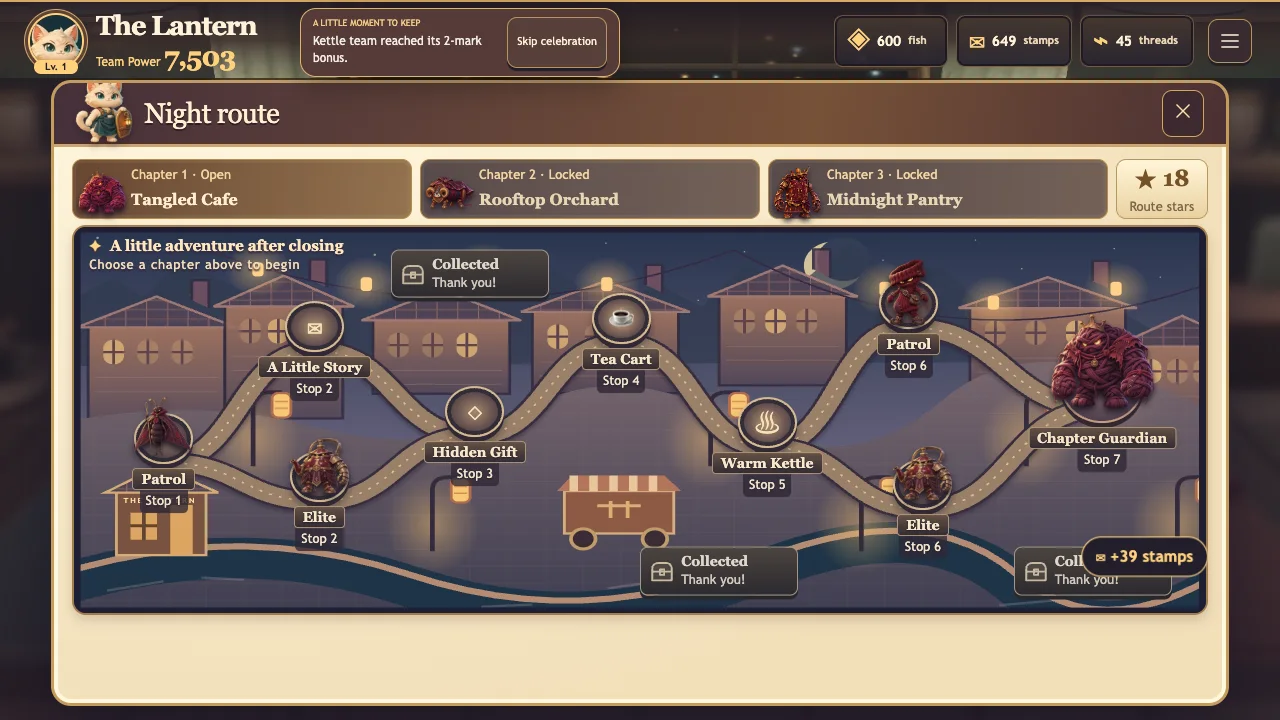 The Lantern
Lv. 1
Team Power 7,503
A LITTLE MOMENT TO KEEP
Kettle team reached its 2-mark
bonus.
Skip celebration
600 fish
649 stamps
45 threads
Night route
Chapter 1 · Open
Tangled Cafe
Chapter 2 · Locked
Rooftop Orchard
Chapter 3 · Locked
Midnight Pantry
★ 18
Route stars
A little adventure after closing
Choose a chapter above to begin
Collected
Thank you!
A Little Story
Stop 2
Tea Cart
Stop 4
Patrol
Stop 6
Patrol
Stop 1
Hidden Gift
Stop 3
Warm Kettle
Stop 5
Chapter Guardian
Stop 7
Elite
Stop 2
Elite
Stop 6
Collected
Thank you!
Thank you!
+39 stamps